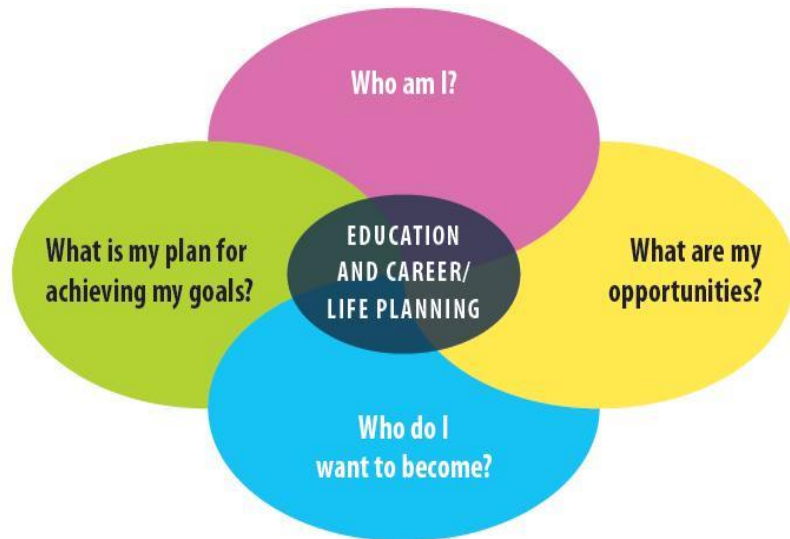 Who am I?
What is my plan for
achieving my goals?
EDUCATION
AND CAREER/
LIFE PLANNING
What are my
opportunities?
Who do I
want to become?